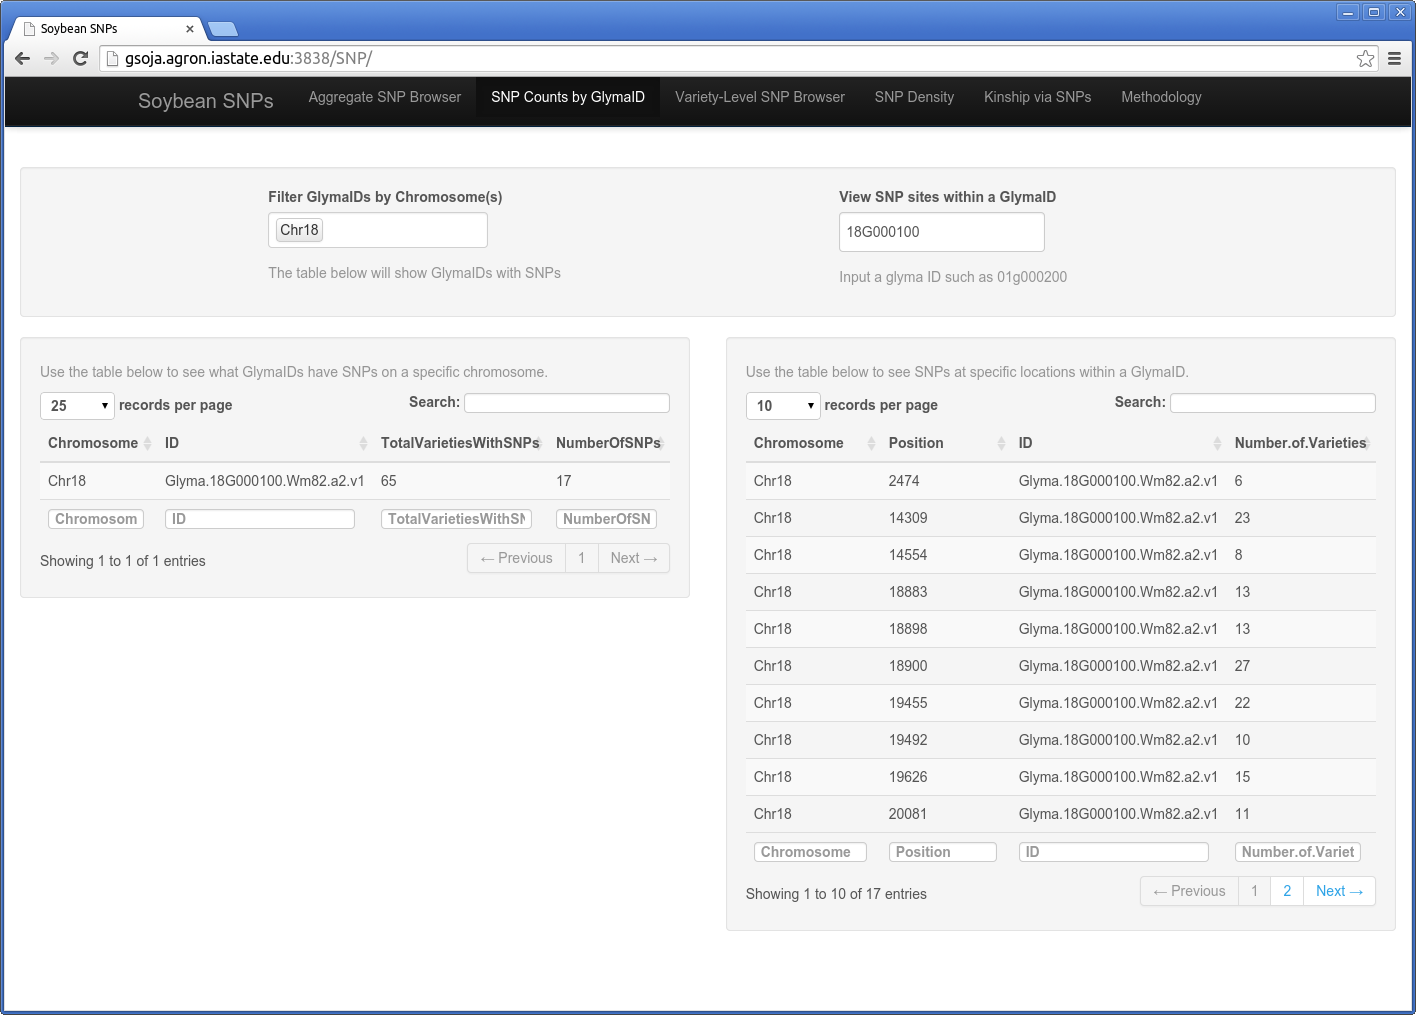 Soybean SNPs
gsoja.agron.iastate.edu:3838/SNP/
Soybean SNPs Aggregate SNP Browser SNP Counts by GlymaID Variety-Level SNP Browser SNP Density Kinship via SNPs Methodology
Filter GlymaIDs by Chromosome(s)
Chr18
The table below will show GlymaIDs with SNPs
View SNP sites within a GlymaID
18G000100
Input a glyma ID such as 01g000200
Use the table below to see what GlymaIDs have SNPs on a specific chromosome.
25 records per page Search:
Chromosome ID TotalVarietiesWithSNPs NumberOfSNPs
Chr18 Glyma.18G000100.Wm82.a2.v1 65 17
Chromosom ID TotalVarietiesWithSN NumberOfSN
Showing 1 to 1 of 1 entries ← Previous 1 Next →
Use the table below to see SNPs at specific locations within a GlymaID.
10 records per page Search:
Chromosome Position ID Number.of.Varieties
Chr18 2474 Glyma.18G000100.Wm82.a2.v1 6
Chr18 14309 Glyma.18G000100.Wm82.a2.v1 23
Chr18 14554 Glyma.18G000100.Wm82.a2.v1 8
Chr18 18883 Glyma.18G000100.Wm82.a2.v1 13
Chr18 18898 Glyma.18G000100.Wm82.a2.v1 13
Chr18 18900 Glyma.18G000100.Wm82.a2.v1 27
Chr18 19455 Glyma.18G000100.Wm82.a2.v1 22
Chr18 19492 Glyma.18G000100.Wm82.a2.v1 10
Chr18 19626 Glyma.18G000100.Wm82.a2.v1 15
Chr18 20081 Glyma.18G000100.Wm82.a2.v1 11
Chromosome Position ID Number.of.Variet
Showing 1 to 10 of 17 entries ← Previous 1 2 Next →